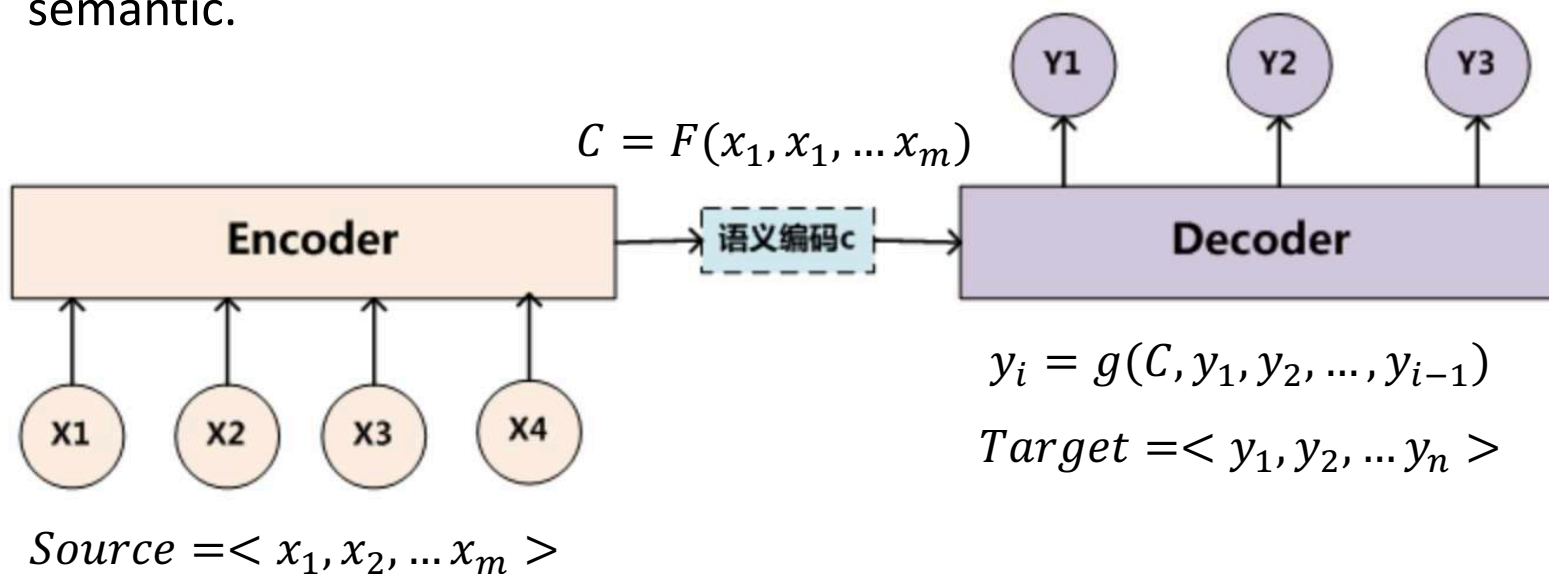 semantic.
Y1 Y2 Y3
C = F(x₁, x₁, … xₘ)
Encoder
语义编码c
Decoder
X1 X2 X3 X4
yᵢ = g(C, y₁, y₂, … , yᵢ₋₁)
Target =< y₁, y₂, … yₙ >
Source =< x₁, x₂, … xₘ >